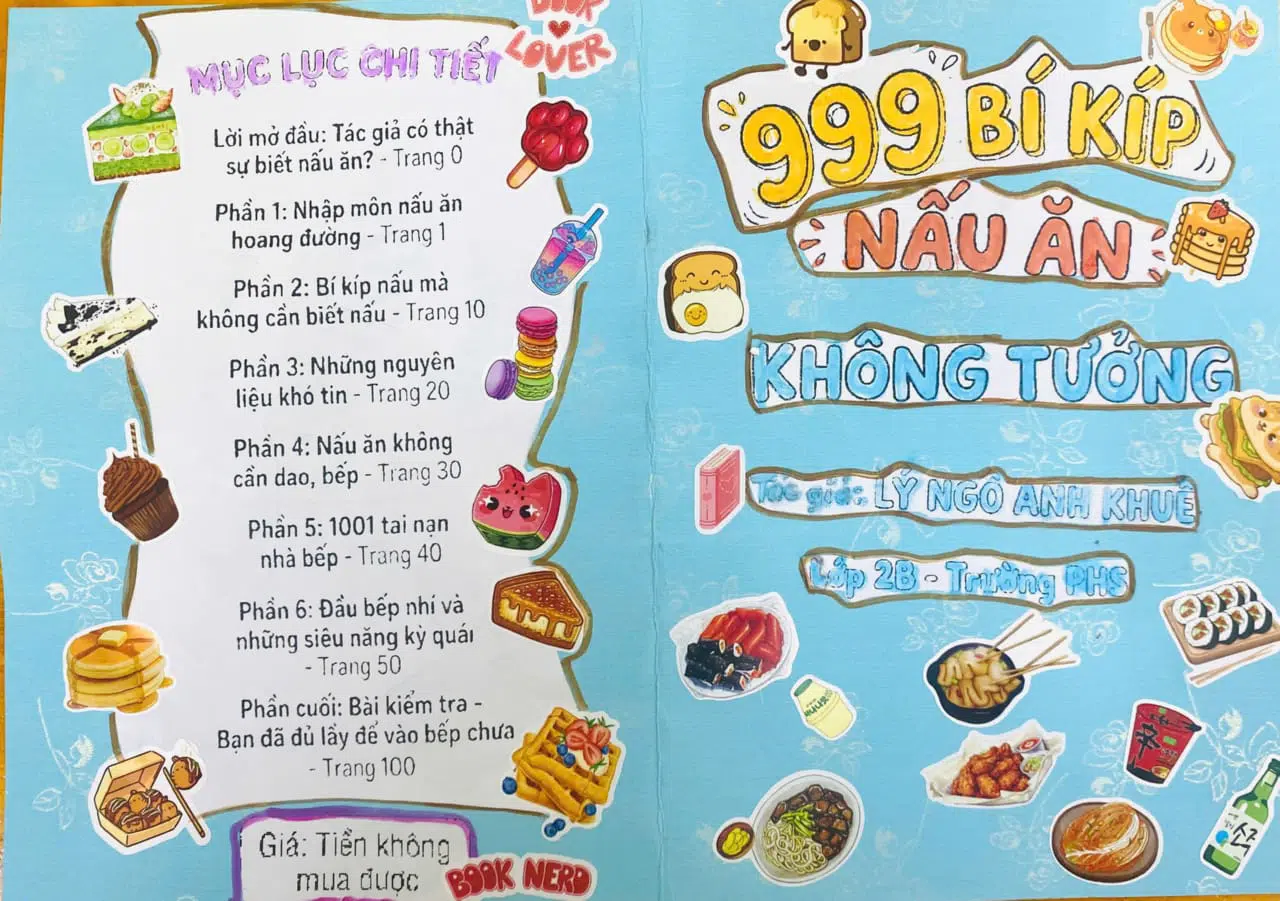 BOOK
LOVER
MỤC LỤC CHI TIẾT
Lời mở đầu: Tác giả có thật
sự biết nấu ăn? - Trang 0
Phần 1: Nhập môn nấu ăn
hoang đường - Trang 1
Phần 2: Bí kíp nấu mà
không cần biết nấu - Trang 10
Phần 3: Những nguyên
liệu khó tin - Trang 20
Phần 4: Nấu ăn không
cần dao, bếp - Trang 30
Phần 5: 1001 tai nạn
nhà bếp - Trang 40
Phần 6: Đầu bếp nhí và
những siêu năng kỳ quái
- Trang 50
Phần cuối: Bài kiểm tra -
Bạn đã đủ lầy để vào bếp chưa
- Trang 100
Giá: Tiền không
mua được
BOOK NERD
999 BÍ KÍP
NẤU ĂN
KHÔNG TƯỞNG
Tác giả: LÝ NGÔ ANH KHUÊ
Lớp 2B - Trường PHS
辛